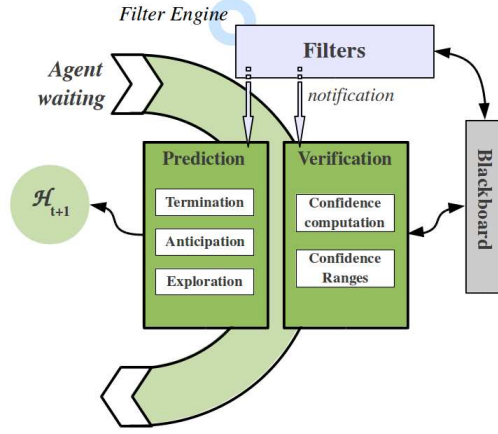 Filter Engine
Filters
Agent
waiting
notification
Prediction
Verification
Blackboard
Termination
Anticipation
Exploration
Confidence
computation
Confidence
Ranges
ℋt+1